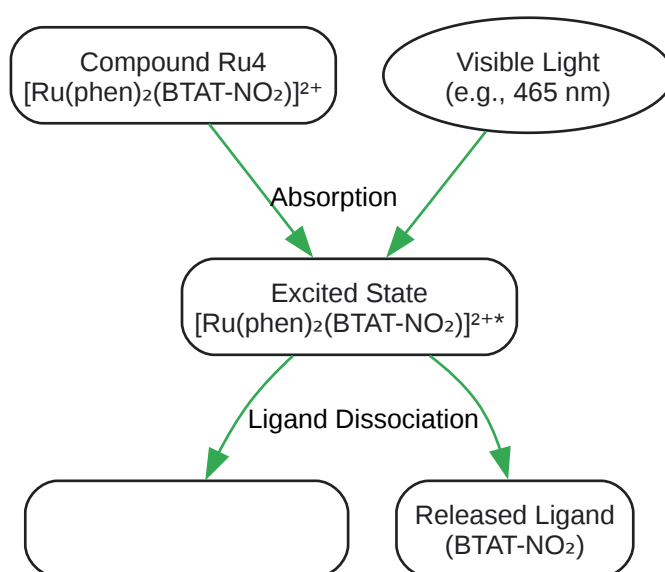 Compound Ru4
[Ru(phen)₂(BTAT-NO₂)]²⁺
Visible Light
(e.g., 465 nm)
Absorption
Excited State
[Ru(phen)₂(BTAT-NO₂)]²⁺*
Ligand Dissociation
Released Ligand
(BTAT-NO₂)